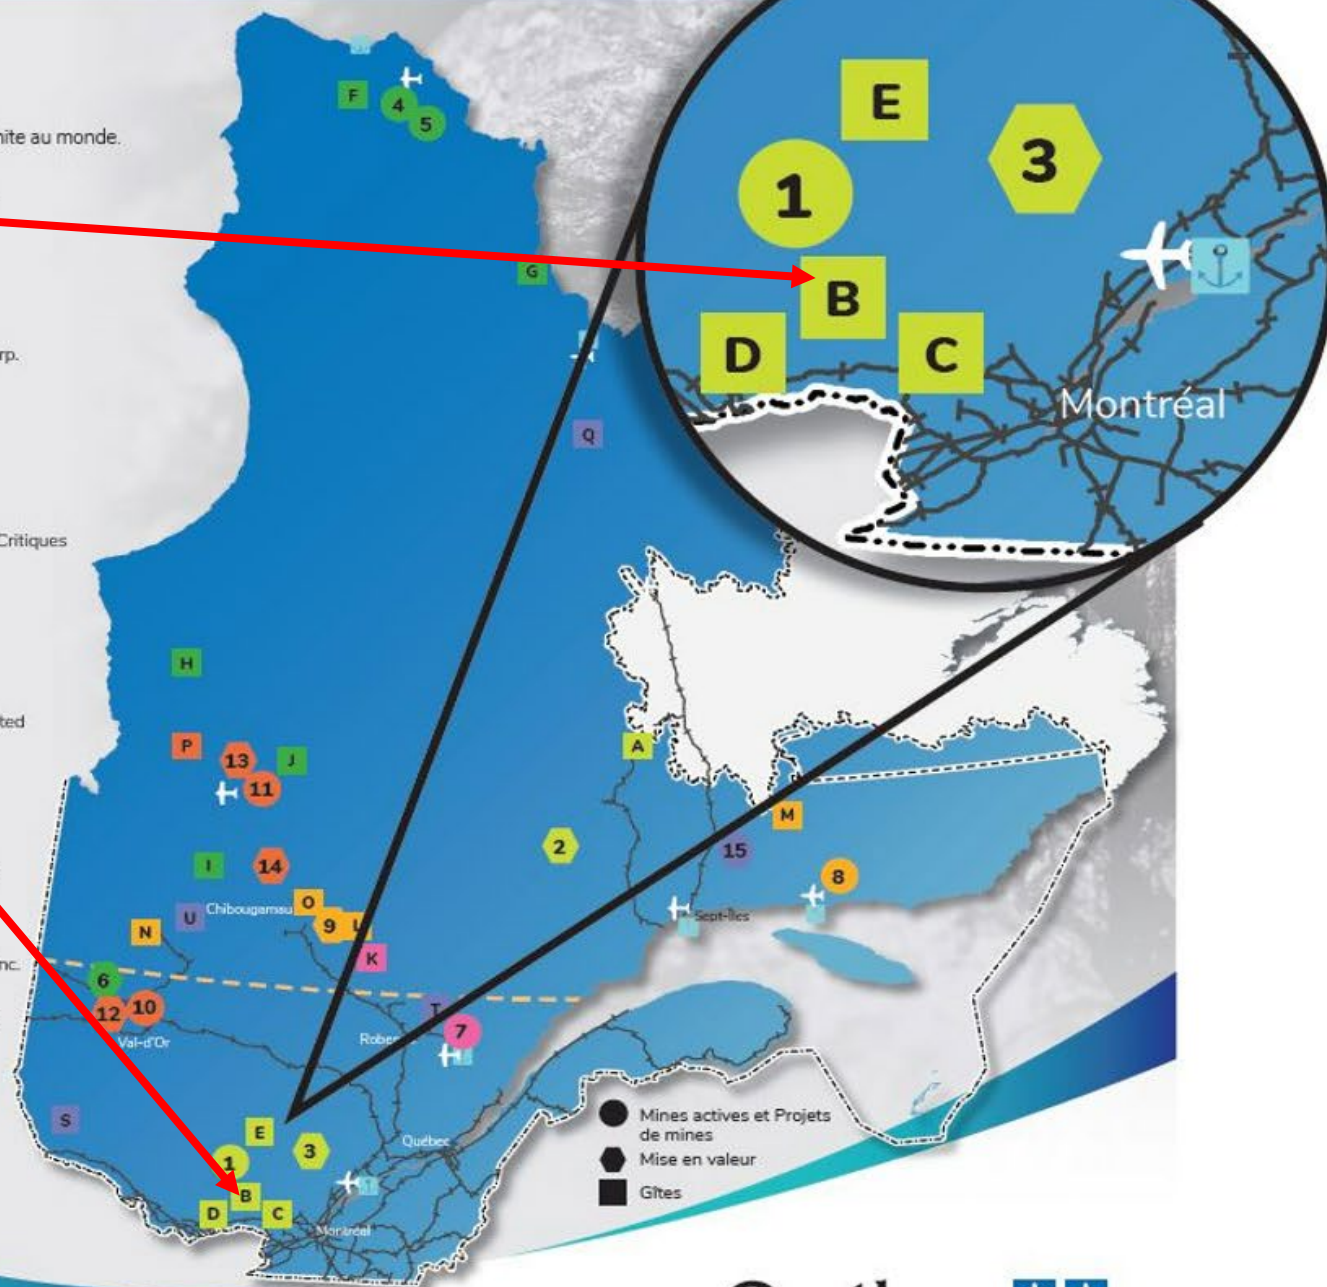 nite au monde.
rp.
Critiques
ted
nc.
F
4
5
G
Q
E
3
1
B
D
C
Montréal
H
P
13
J
11
A
M
2
15
8
I
14
U
Chibougamau
O
9
N
K
Sept-Îles
6
12
10
Val-d'Or
T
7
S
E
1
3
B
D
C
Québec
Montréal
Mines actives et Projets
de mines
Mise en valeur
Gîtes